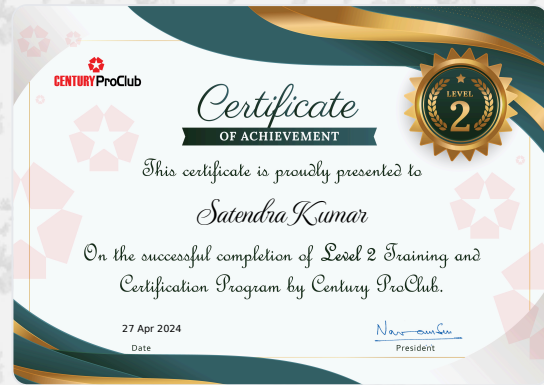 CENTURY ProClub
LEVEL
2
Certificate
OF ACHIEVEMENT
This certificate is proudly presented to
Satendra Kumar
On the successful completion of Level 2 Training and
Certification Program by Century ProClub.
27 Apr 2024
Date
President